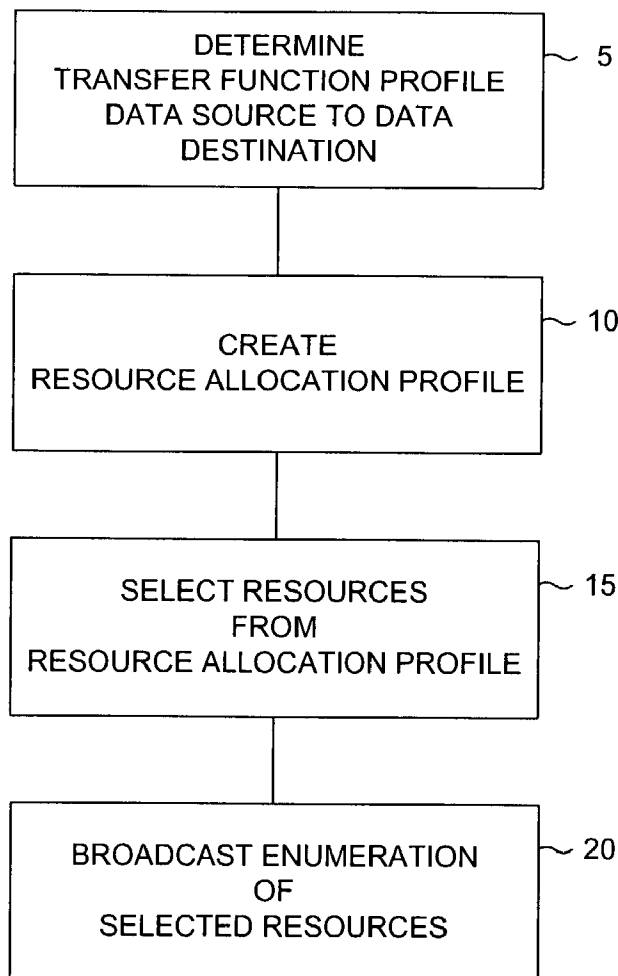 DETERMINE
TRANSFER FUNCTION PROFILE
DATA SOURCE TO DATA
DESTINATION
5
CREATE
RESOURCE ALLOCATION PROFILE
10
SELECT RESOURCES
FROM
RESOURCE ALLOCATION PROFILE
15
BROADCAST ENUMERATION
OF
SELECTED RESOURCES
20